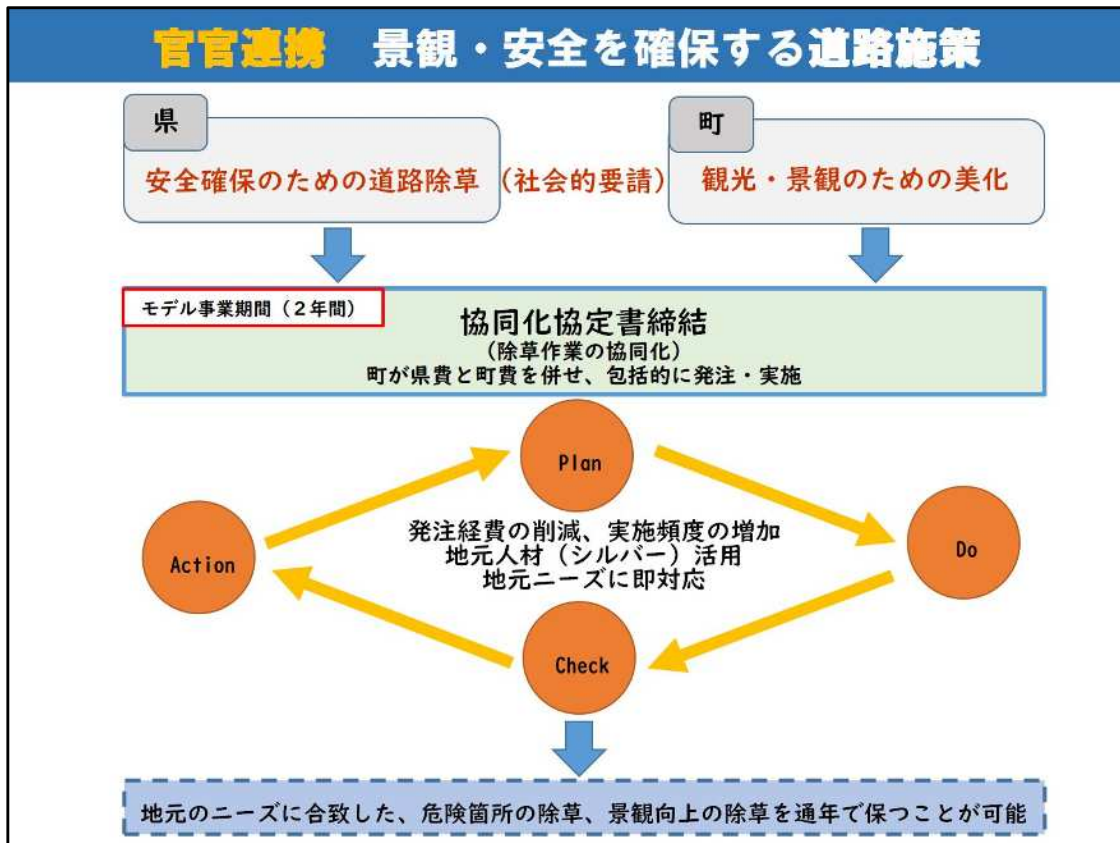 官官連携　景観・安全を確保する道路施策
県
安全確保のための道路除草
（社会的要請）
町
観光・景観のための美化
モデル事業期間（２年間）
協同化協定書締結
(除草作業の協同化)
町が県費と町費を併せ、包括的に発注・実施
Plan
発注経費の削減、実施頻度の増加
地元人材（シルバー）活用
地元ニーズに即対応
Action
Do
Check
地元のニーズに合致した、危険箇所の除草、景観向上の除草を通年で保つことが可能